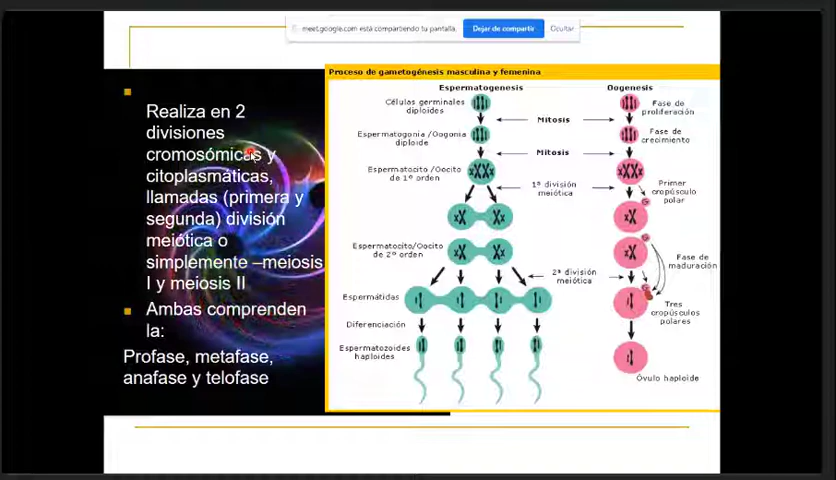 meet.google.com está compartiendo tu pantalla.
Dejar de compartir
Ocultar
Realiza en 2
divisiones
cromosómicas y
citoplasmáticas,
llamadas (primera y
segunda) división
meiótica o
simplemente –meiosis
I y meiosis II
Ambas comprenden
la:
Profase, metafase,
anafase y telofase
Proceso de gametogénesis masculina y femenina
Espermatogenesis
Oogenesis
Células germinales
diploides
Fase de
proliferación
Mitosis
Espermatogonia /Oogonia
diploide
Fase de
crecimiento
Mitosis
Espermatocito /Oocito
de 1º orden
1ª división
meiótica
Primer
cropúsculo
polar
Espermatocito/Oocito
de 2º orden
Fase de
maduración
2ª división
meiótica
Espermátidas
Tres
cropúsculos
polares
Diferenciación
Espermatozoides
haploides
Óvulo haploide